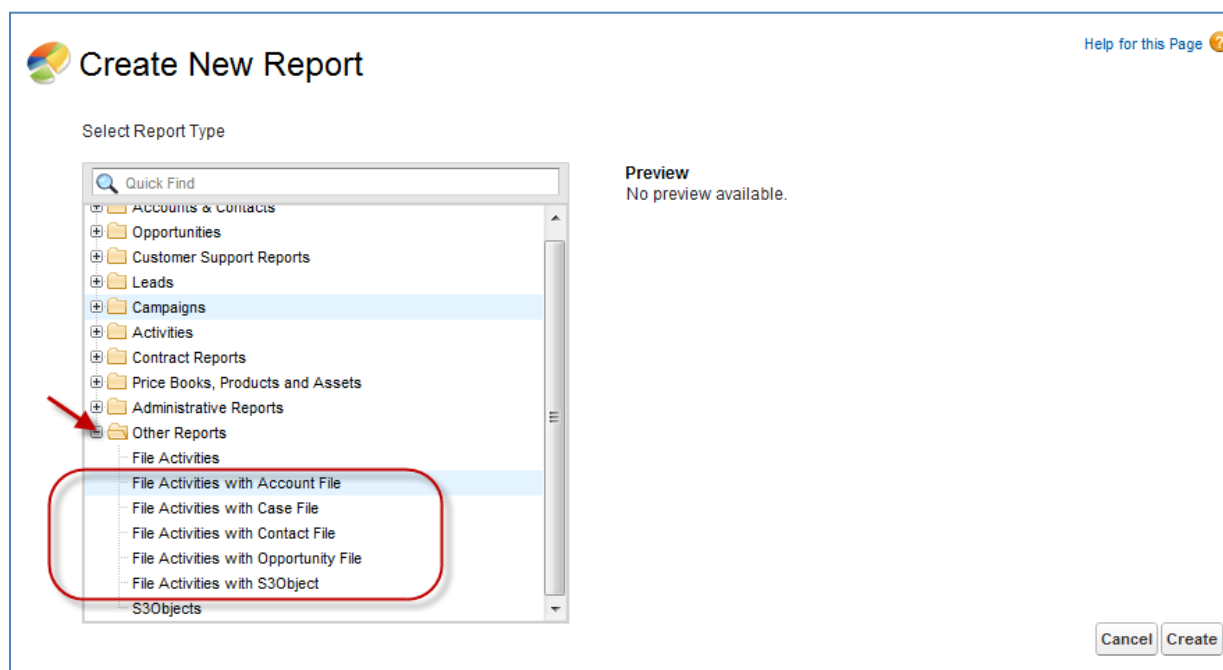 Help for this Page
Create New Report
Select Report Type
Quick Find
Preview
No preview available.
Accounts & Contacts
Opportunities
Customer Support Reports
Leads
Campaigns
Activities
Contract Reports
Price Books, Products and Assets
Administrative Reports
Other Reports
File Activities
File Activities with Account File
File Activities with Case File
File Activities with Contact File
File Activities with Opportunity File
File Activities with S3Object
S3Objects
Cancel Create